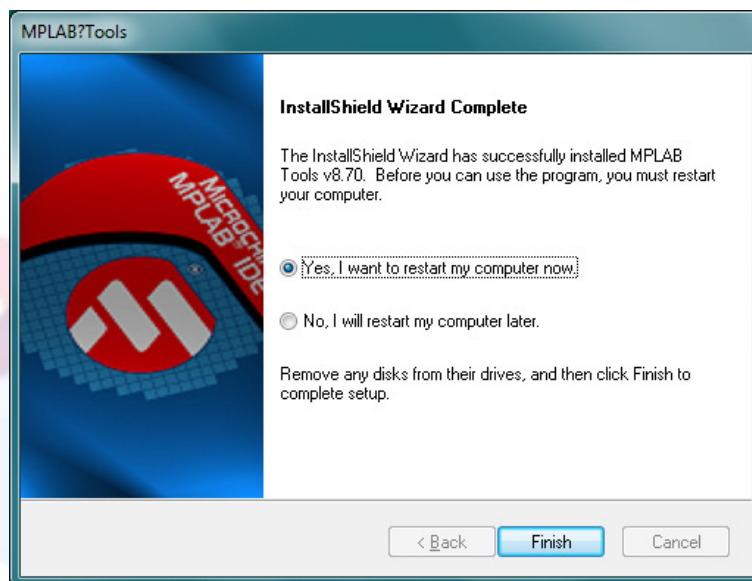 MPLAB?Tools
InstallShield Wizard Complete
The InstallShield Wizard has successfully installed MPLAB
Tools v8.70. Before you can use the program, you must restart
your computer.
MICROCHIP
MPLAB® IDE
®
Yes, I want to restart my computer now.
No, I will restart my computer later.
Remove any disks from their drives, and then click Finish to
complete setup.
< Back
Finish
Cancel